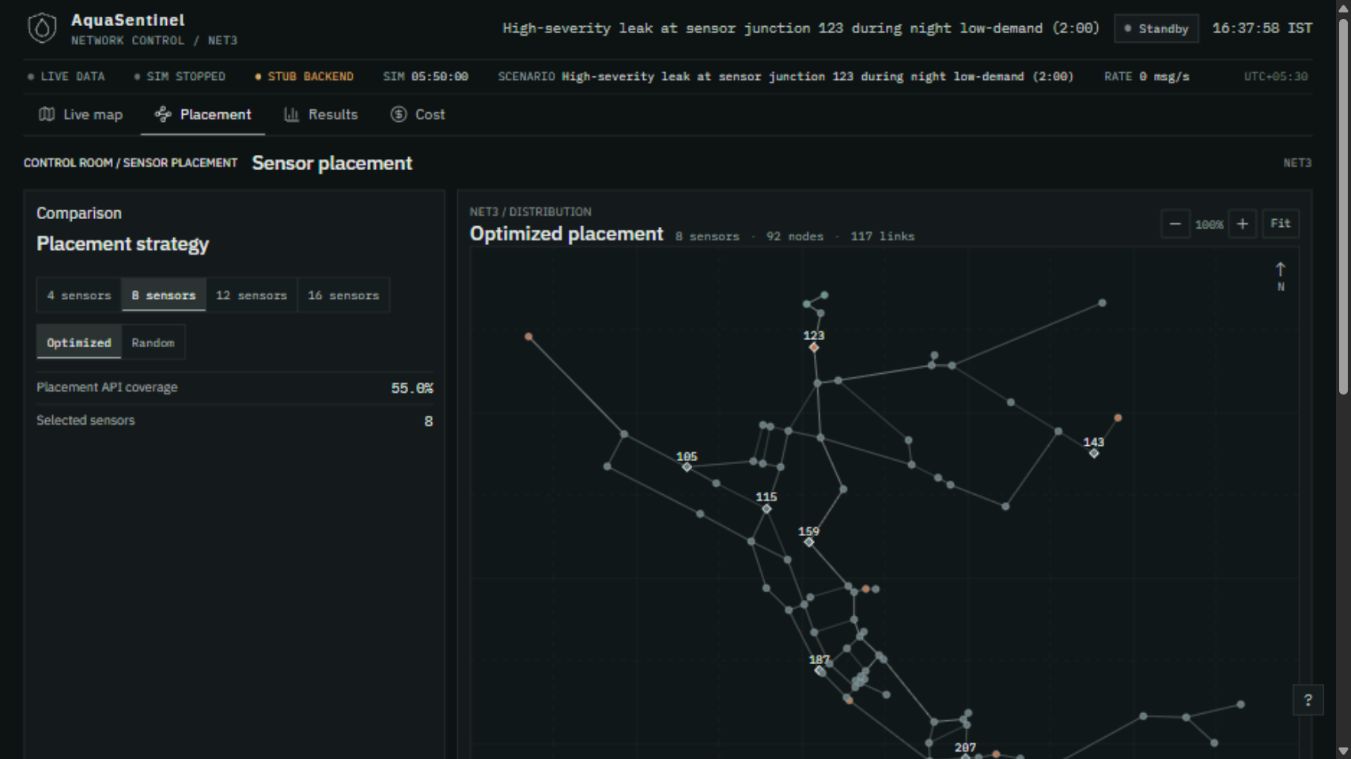 AquaSentinel
NETWORK CONTROL / NET3
High-severity leak at sensor junction 123 during night low-demand (2:00)
Standby
16:37:58 IST
LIVE DATA
SIM STOPPED
STUB BACKEND
SIM 05:50:00
SCENARIO High-severity leak at sensor junction 123 during night low-demand (2:00)
RATE 0 msg/s
UTC+05:30
Live map
Placement
Results
Cost
CONTROL ROOM / SENSOR PLACEMENT
Sensor placement
NET3
Comparison
Placement strategy
4 sensors
8 sensors
12 sensors
16 sensors
Optimized
Random
Placement API coverage
55.0%
Selected sensors
8
NET3 / DISTRIBUTION
Optimized placement 8 sensors · 92 nodes · 117 links
100%
Fit
N
123
143
105
115
159
187
207
?